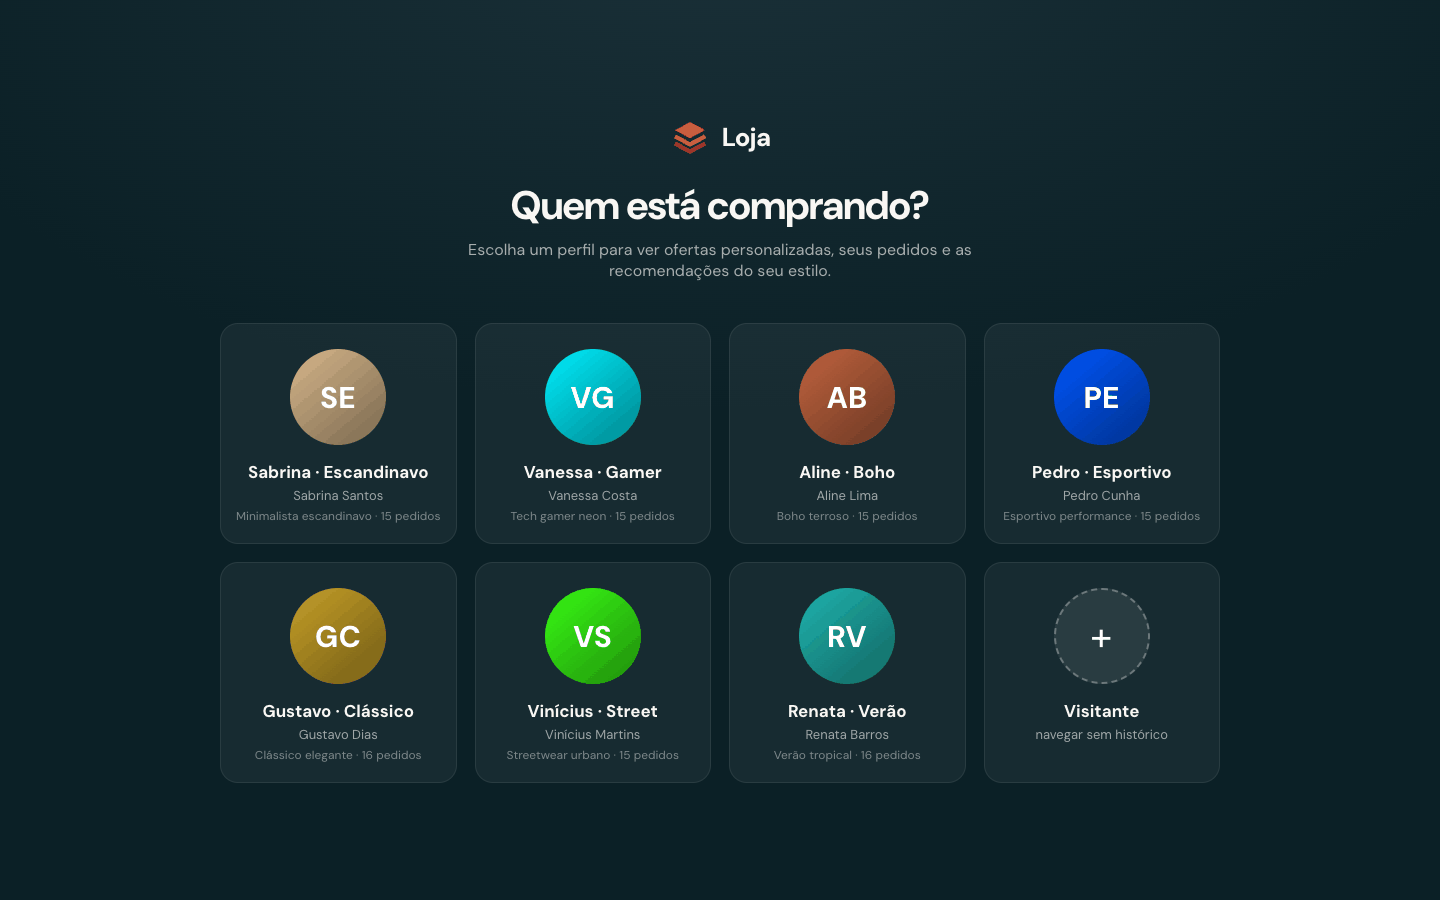 Loja
Quem está comprando?
Escolha um perfil para ver ofertas personalizadas, seus pedidos e as
recomendações do seu estilo.
SE
Sabrina · Escandinavo
Sabrina Santos
Minimalista escandinavo · 15 pedidos
VG
Vanessa · Gamer
Vanessa Costa
Tech gamer neon · 15 pedidos
AB
Aline · Boho
Aline Lima
Boho terroso · 15 pedidos
PE
Pedro · Esportivo
Pedro Cunha
Esportivo performance · 15 pedidos
GC
Gustavo · Clássico
Gustavo Dias
Clássico elegante · 16 pedidos
VS
Vinícius · Street
Vinícius Martins
Streetwear urbano · 15 pedidos
RV
Renata · Verão
Renata Barros
Verão tropical · 16 pedidos
+
Visitante
navegar sem histórico